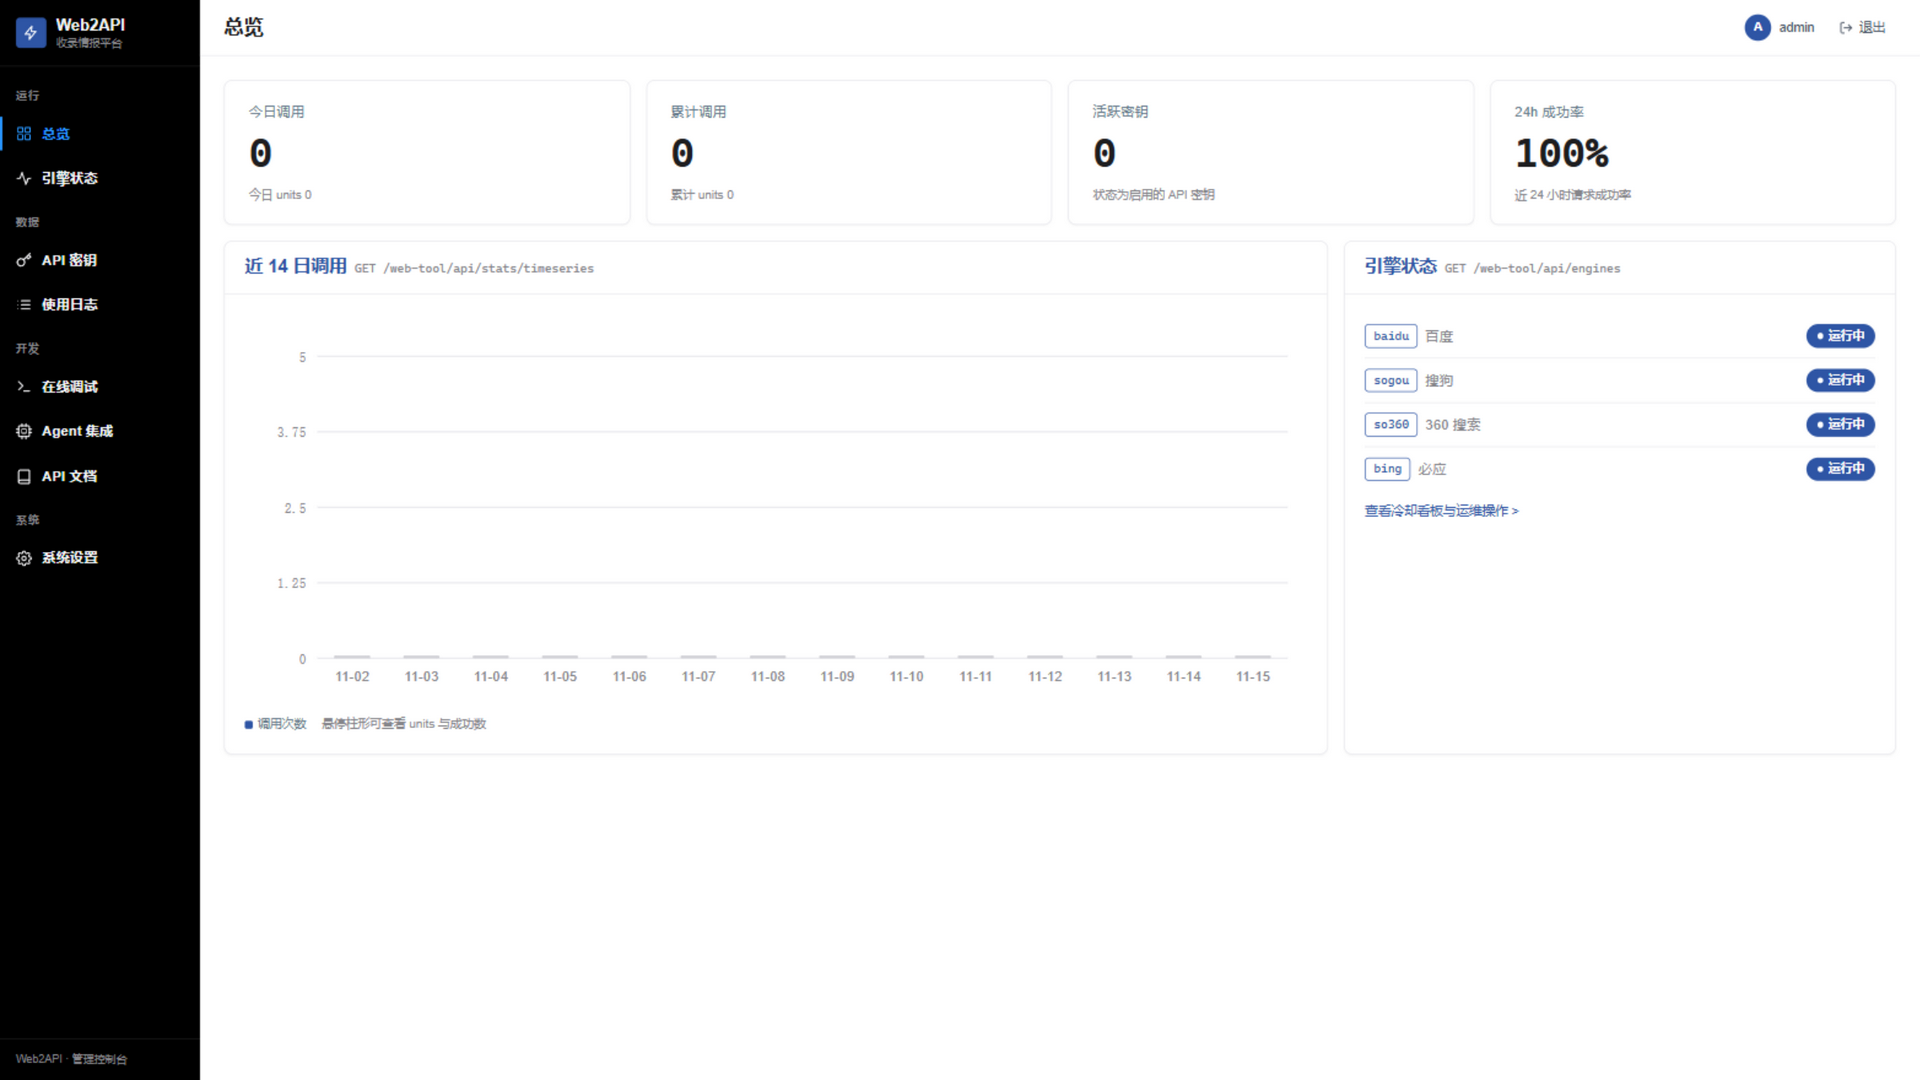 Web2API
收录情报平台
运行
总览
引擎状态
数据
API 密钥
使用日志
开发
在线调试
Agent 集成
API 文档
系统
系统设置
Web2API · 管理控制台
总览
A admin 退出
今日调用
0
今日 units 0
累计调用
0
累计 units 0
活跃密钥
0
状态为启用的 API 密钥
24h 成功率
100%
近 24 小时请求成功率
近 14 日调用 GET /web-tool/api/stats/timeseries
5
3.75
2.5
1.25
0
11-02 11-03 11-04 11-05 11-06 11-07 11-08 11-09 11-10 11-11 11-12 11-13 11-14 11-15
调用次数 悬停柱形可查看 units 与成功数
引擎状态 GET /web-tool/api/engines
baidu 百度 运行中
sogou 搜狗 运行中
so360 360 搜索 运行中
bing 必应 运行中
查看冷却看板与运维操作 >